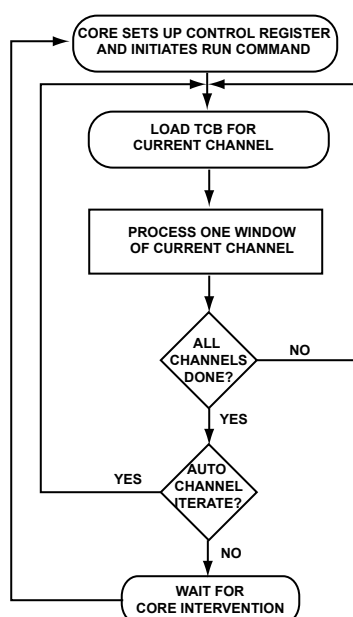 CORE SETS UP CONTROL REGISTER
AND INITIATES RUN COMMAND
LOAD TCB FOR
CURRENT CHANNEL
PROCESS ONE WINDOW
OF CURRENT CHANNEL
ALL
CHANNELS
DONE?
NO
YES
AUTO
CHANNEL
ITERATE?
YES
NO
WAIT FOR
CORE INTERVENTION